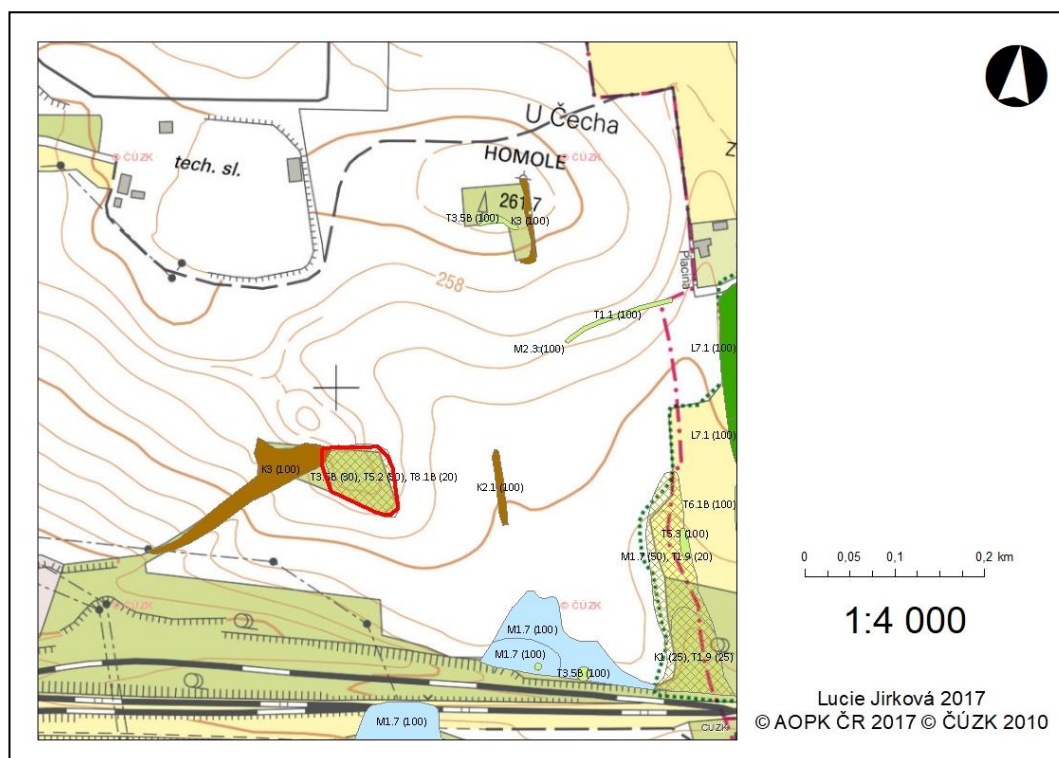 U Čecha
HOMOLE
© ČÚZK
© ČÚZK
tech. sl.
261.7
T3.5B (100)
K3 (100)
Placina
Z
258
T1.1 (100)
M2.3 (100)
L7.1 (100)
L7.1 (100)
K3 (100)
T3.5B (30), T5.2 (50), T8.1B (20)
K2.1 (100)
T6.1B (100)
T5.3 (100)
M1.7 (50), T1.9 (20)
© ČÚZK
© ČÚZK
M1.7 (100)
M1.7 (100)
T3.5B (100)
K1 (25), T1.9 (25)
M1.7 (100)
ČÚZK
0 0,05 0,1 0,2 km
1:4 000
Lucie Jirková 2017
© AOPK ČR 2017 © ČÚZK 2010